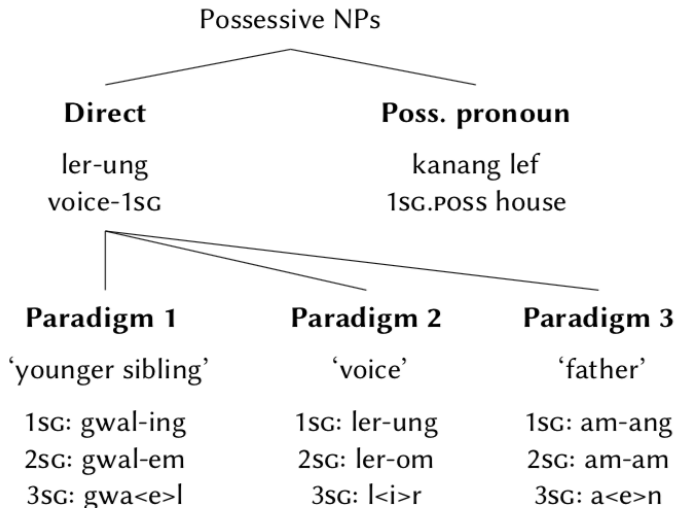 Possessive NPs
Direct
Poss. pronoun
ler-ung
kanang lef
voice-1SG
1SG.POSS house
Paradigm 1
Paradigm 2
Paradigm 3
‘younger sibling’
‘voice’
‘father’
1SG: gwal-ing
1SG: ler-ung
1SG: am-ang
2SG: gwal-em
2SG: ler-om
2SG: am-am
3SG: gwa<e>l
3SG: l<i>r
3SG: a<e>n